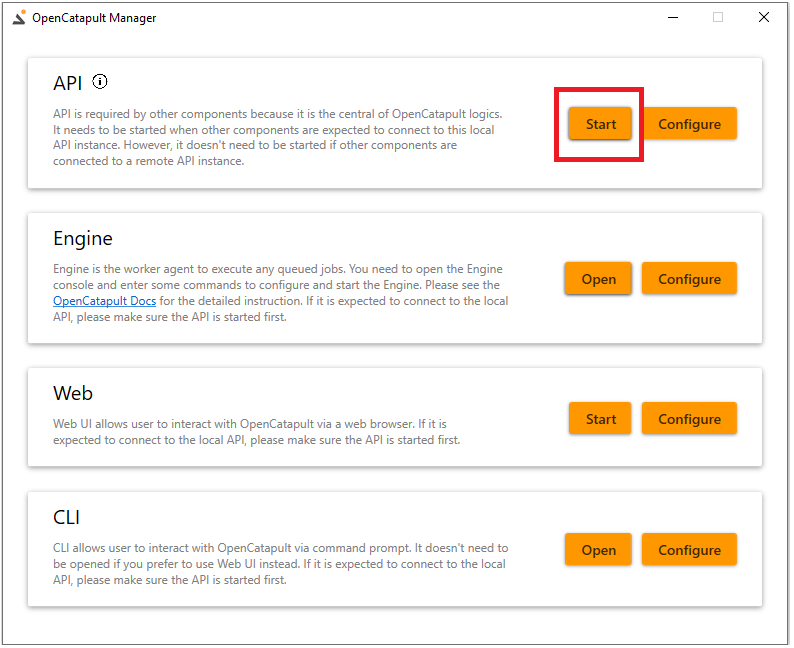 OpenCatapult Manager
API
API is required by other components because it is the central of OpenCatapult logics.
It needs to be started when other components are expected to connect to this local
API instance. However, it doesn't need to be started if other components are
connected to a remote API instance.
Start
Configure
Engine
Engine is the worker agent to execute any queued jobs. You need to open the Engine
console and enter some commands to configure and start the Engine. Please see the
OpenCatapult Docs for the detailed instruction. If it is expected to connect to the local
API, please make sure the API is started first.
Open
Configure
Web
Web UI allows user to interact with OpenCatapult via a web browser. If it is
expected to connect to the local API, please make sure the API is started first.
Start
Configure
CLI
CLI allows user to interact with OpenCatapult via command prompt. It doesn't need to
be opened if you prefer to use Web UI instead. If it is expected to connect to the local
API, please make sure the API is started first.
Open
Configure